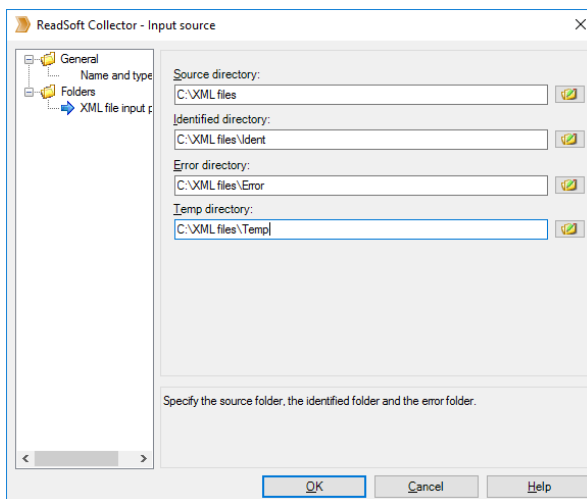 ReadSoft Collector - Input source
General
Name and type
Folders
XML file input p
Source directory:
C:\XML files
Identified directory:
C:\XML files\Ident
Error directory:
C:\XML files\Error
Temp directory:
C:\XML files\Temp
Specify the source folder, the identified folder and the error folder.
OK Cancel Help